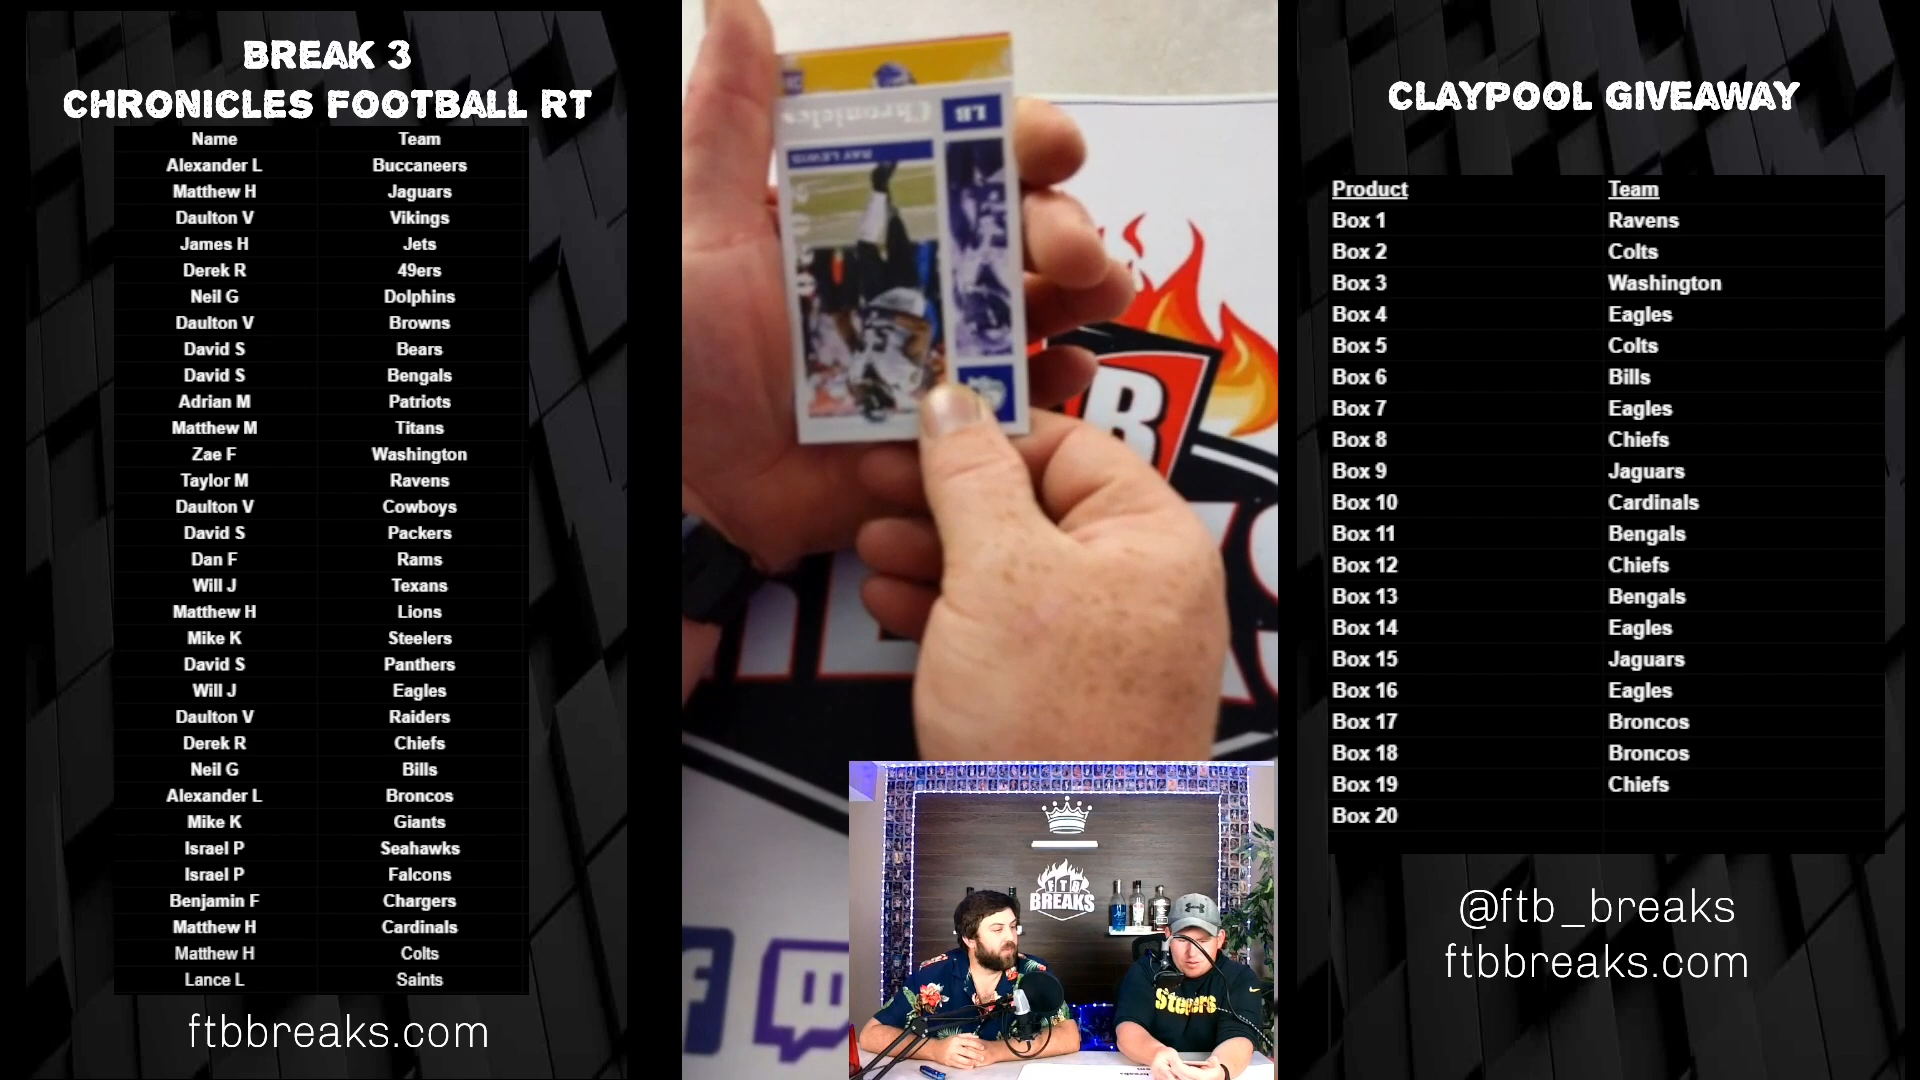 BREAK 3
CHRONICLES FOOTBALL RT
Name Team
Alexander L Buccaneers
Matthew H Jaguars
Daulton V Vikings
James H Jets
Derek R 49ers
Neil G Dolphins
Daulton V Browns
David S Bears
David S Bengals
Adrian M Patriots
Matthew M Titans
Zae F Washington
Taylor M Ravens
Daulton V Cowboys
David S Packers
Dan F Rams
Will J Texans
Matthew H Lions
Mike K Steelers
David S Panthers
Will J Eagles
Daulton V Raiders
Derek R Chiefs
Neil G Bills
Alexander L Broncos
Mike K Giants
Israel P Seahawks
Israel P Falcons
Benjamin F Chargers
Matthew H Cardinals
Matthew H Colts
Lance L Saints
ftbbreaks.com
Chronicles LB
RAY LEWIS
FTB
BREAKS
Steelers
CLAYPOOL GIVEAWAY
Product Team
Box 1 Ravens
Box 2 Colts
Box 3 Washington
Box 4 Eagles
Box 5 Colts
Box 6 Bills
Box 7 Eagles
Box 8 Chiefs
Box 9 Jaguars
Box 10 Cardinals
Box 11 Bengals
Box 12 Chiefs
Box 13 Bengals
Box 14 Eagles
Box 15 Jaguars
Box 16 Eagles
Box 17 Broncos
Box 18 Broncos
Box 19 Chiefs
Box 20
@ftb_breaks
ftbbreaks.com